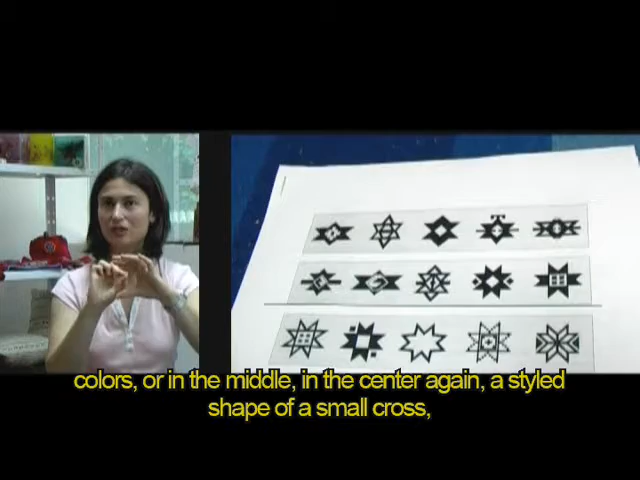 colors, or in the middle, in the center again, a styled
shape of a small cross,